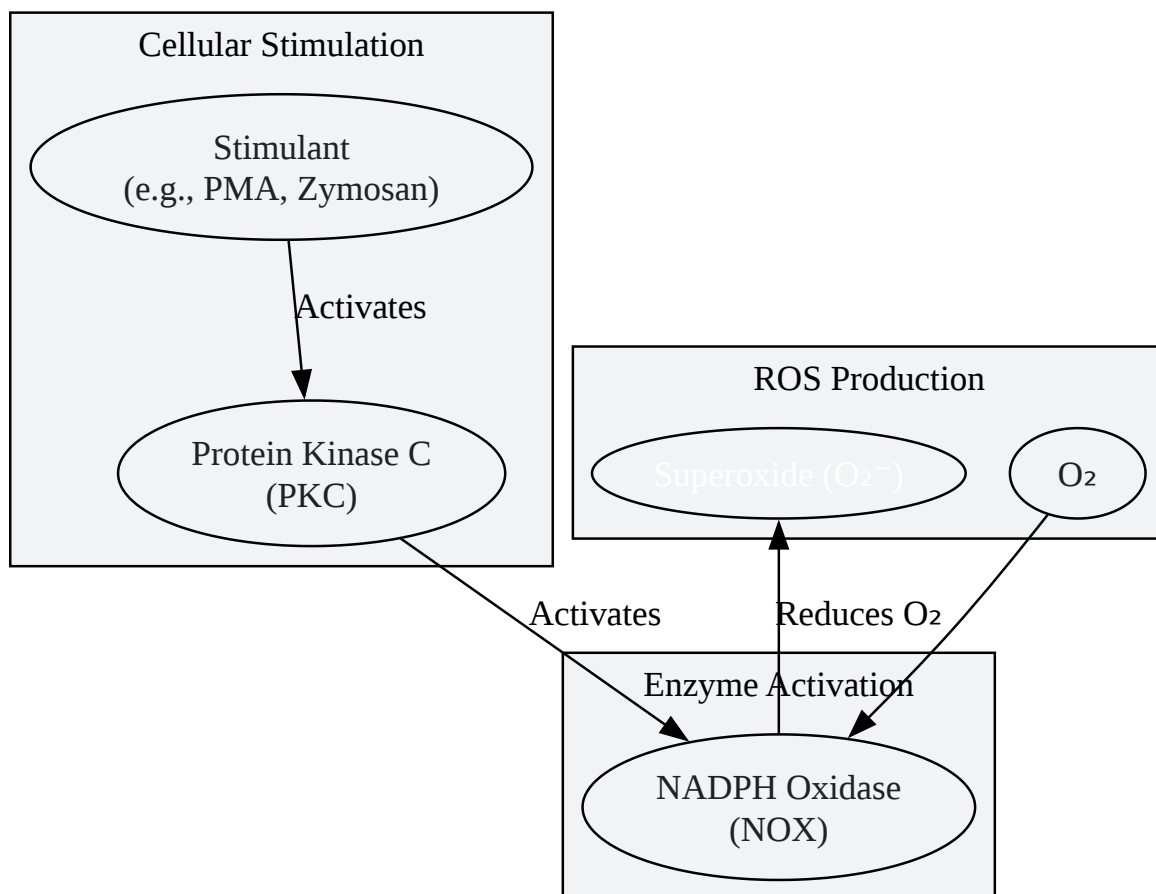 Cellular Stimulation
Stimulant
(e.g., PMA, Zymosan)
Activates
Protein Kinase C
(PKC)
ROS Production
Superoxide (O₂⁻)
O₂
Activates
Reduces O₂
Enzyme Activation
NADPH Oxidase
(NOX)